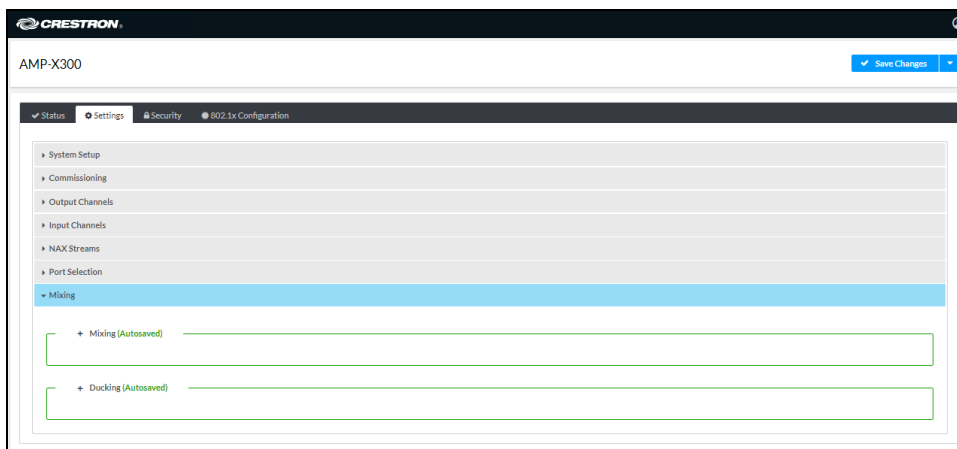 CRESTRON.
AMP-X300
Save Changes
Status Settings Security 802.1x Configuration
System Setup
Commissioning
Output Channels
Input Channels
NAX Streams
Port Selection
Mixing
+ Mixing (Autosaved)
+ Ducking (Autosaved)